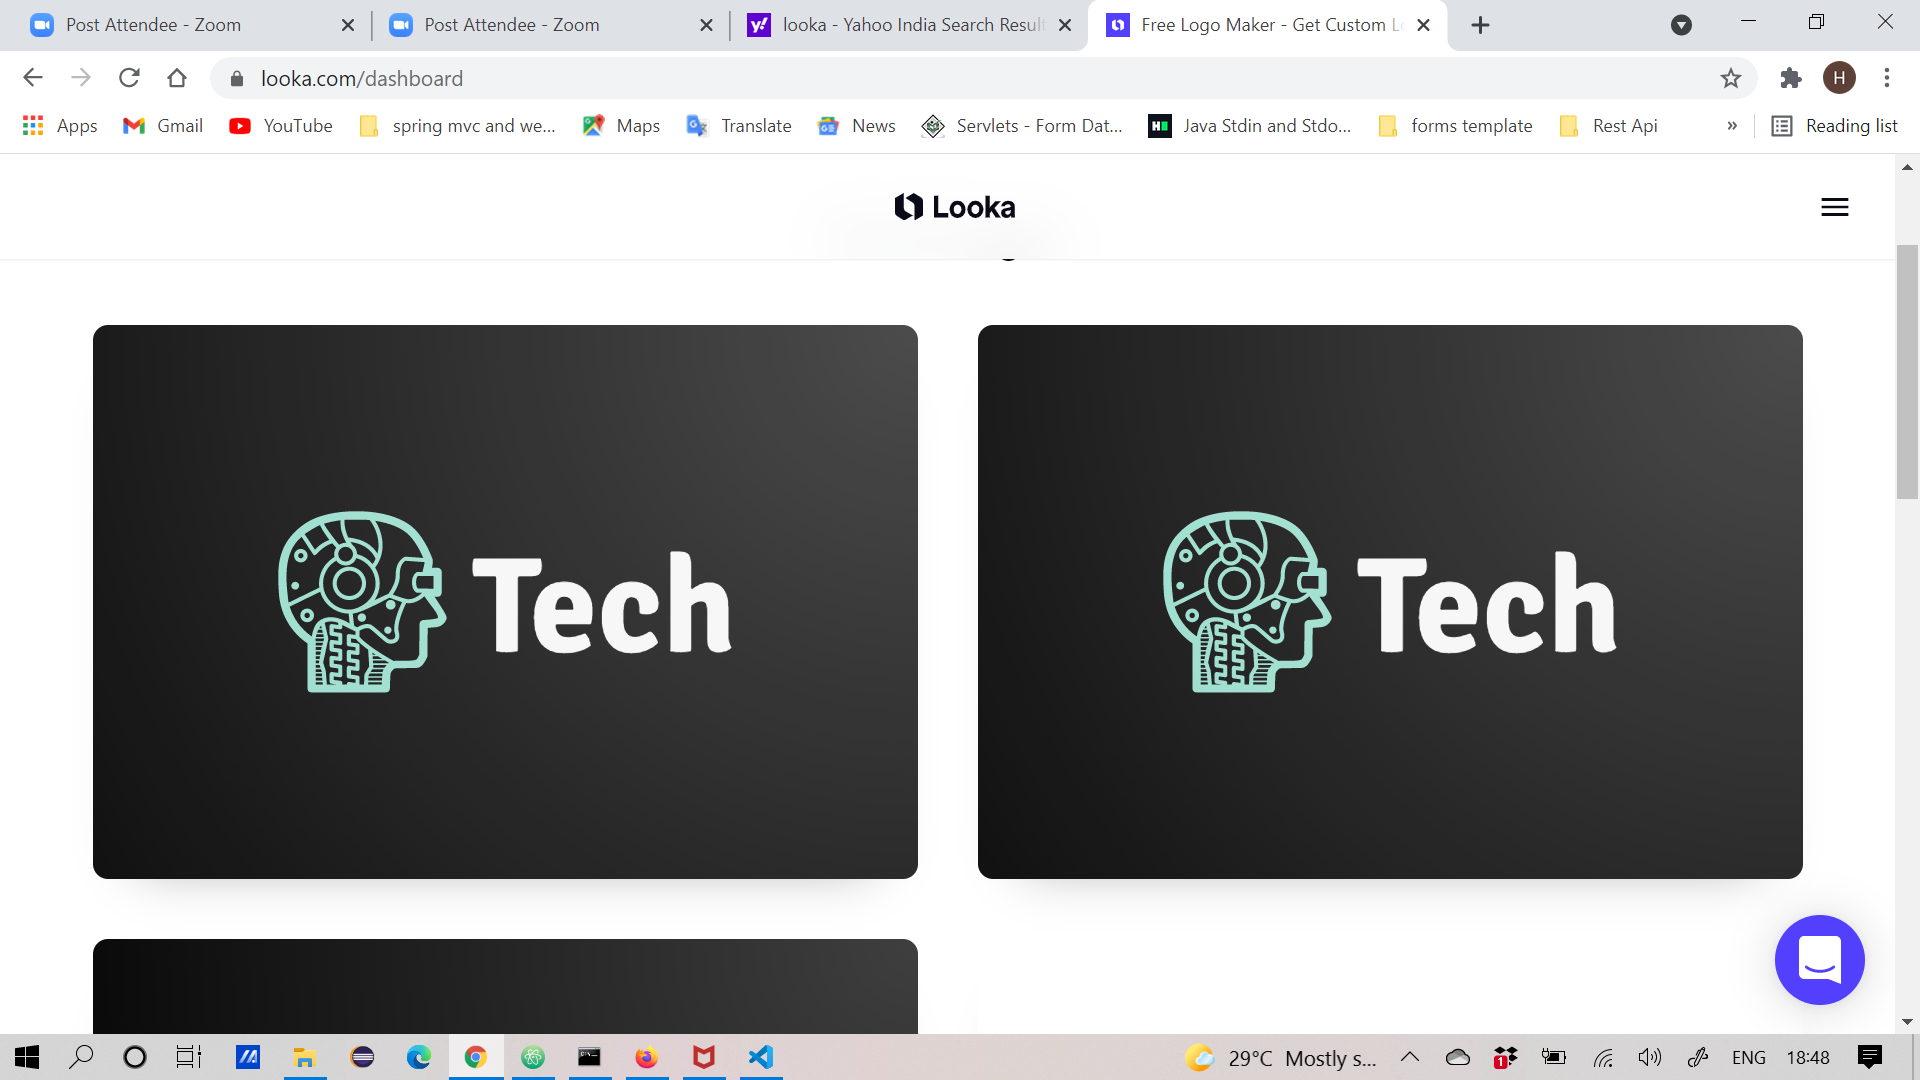 Post Attendee - Zoom
Post Attendee - Zoom
looka - Yahoo India Search Result
Free Logo Maker - Get Custom Lo
H
looka.com/dashboard
Apps
Gmail
YouTube
spring mvc and we...
Maps
Translate
News
Servlets - Form Dat...
Java Stdin and Stdo...
forms template
Rest Api
»
Reading list
Looka
Tech
Tech
29°C Mostly s...
1
ENG
18:48